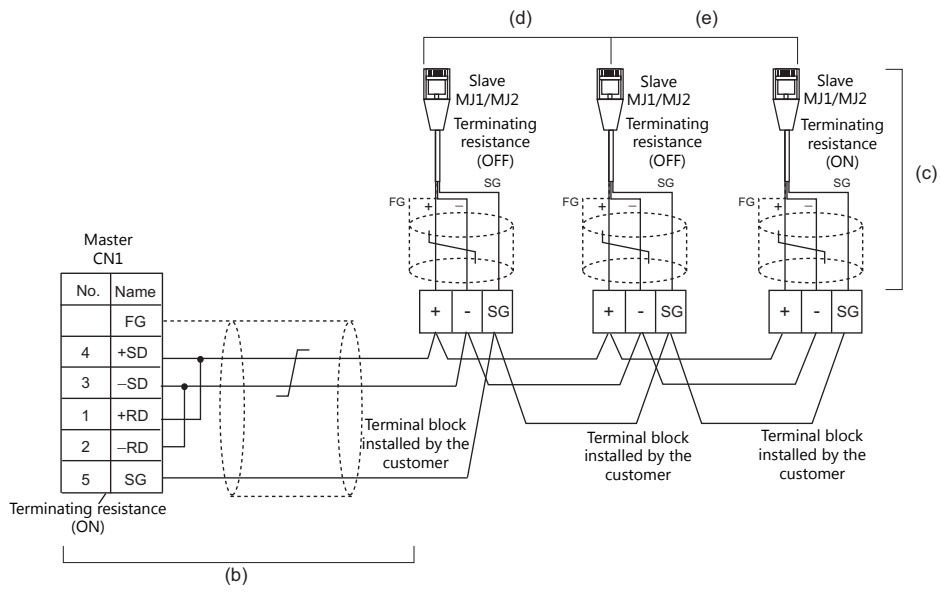 (d)
(e)
Slave
MJ1/MJ2
Terminating
resistance
(OFF)
SG
FG
+
−
Slave
MJ1/MJ2
Terminating
resistance
(OFF)
SG
FG
+
−
Slave
MJ1/MJ2
Terminating
resistance
(ON)
SG
FG
+
−
(c)
+ - SG
+ - SG
+ - SG
Master
CN1
No. Name
FG
4 +SD
3 −SD
1 +RD
2 −RD
5 SG
Terminating resistance
(ON)
Terminal block
installed by the
customer
Terminal block
installed by the
customer
Terminal block
installed by the
customer
(b)